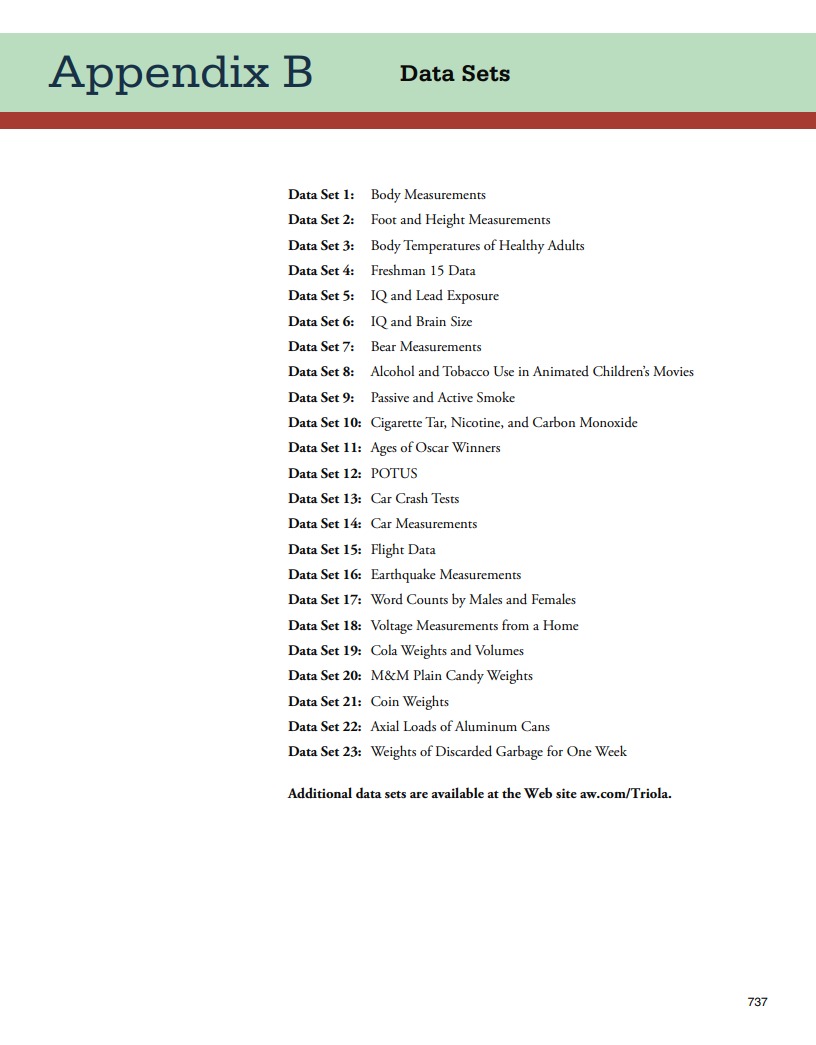 Appendix B Data Sets
Data Set 1: Body Measurements
Data Set 2: Foot and Height Measurements
Data Set 3: Body Temperatures of Healthy Adults
Data Set 4: Freshman 15 Data
Data Set 5: IQ and Lead Exposure
Data Set 6: IQ and Brain Size
Data Set 7: Bear Measurements
Data Set 8: Alcohol and Tobacco Use in Animated Children’s Movies
Data Set 9: Passive and Active Smoke
Data Set 10: Cigarette Tar, Nicotine, and Carbon Monoxide
Data Set 11: Ages of Oscar Winners
Data Set 12: POTUS
Data Set 13: Car Crash Tests
Data Set 14: Car Measurements
Data Set 15: Flight Data
Data Set 16: Earthquake Measurements
Data Set 17: Word Counts by Males and Females
Data Set 18: Voltage Measurements from a Home
Data Set 19: Cola Weights and Volumes
Data Set 20: M&M Plain Candy Weights
Data Set 21: Coin Weights
Data Set 22: Axial Loads of Aluminum Cans
Data Set 23: Weights of Discarded Garbage for One Week
Additional data sets are available at the Web site aw.com/Triola.
737